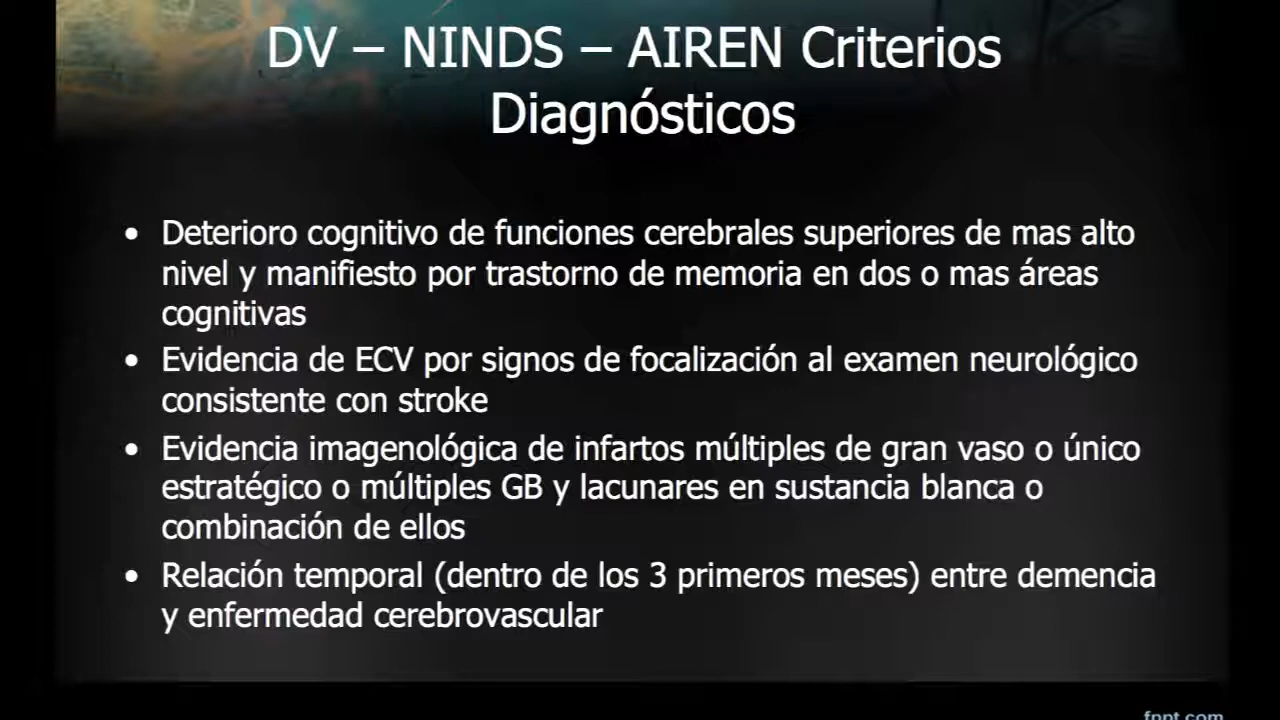 DV – NINDS – AIREN Criterios
Diagnósticos
• Deterioro cognitivo de funciones cerebrales superiores de mas alto
nivel y manifiesto por trastorno de memoria en dos o mas áreas
cognitivas
• Evidencia de ECV por signos de focalización al examen neurológico
consistente con stroke
• Evidencia imagenológica de infartos múltiples de gran vaso o único
estratégico o múltiples GB y lacunares en sustancia blanca o
combinación de ellos
• Relación temporal (dentro de los 3 primeros meses) entre demencia
y enfermedad cerebrovascular
fppt.com